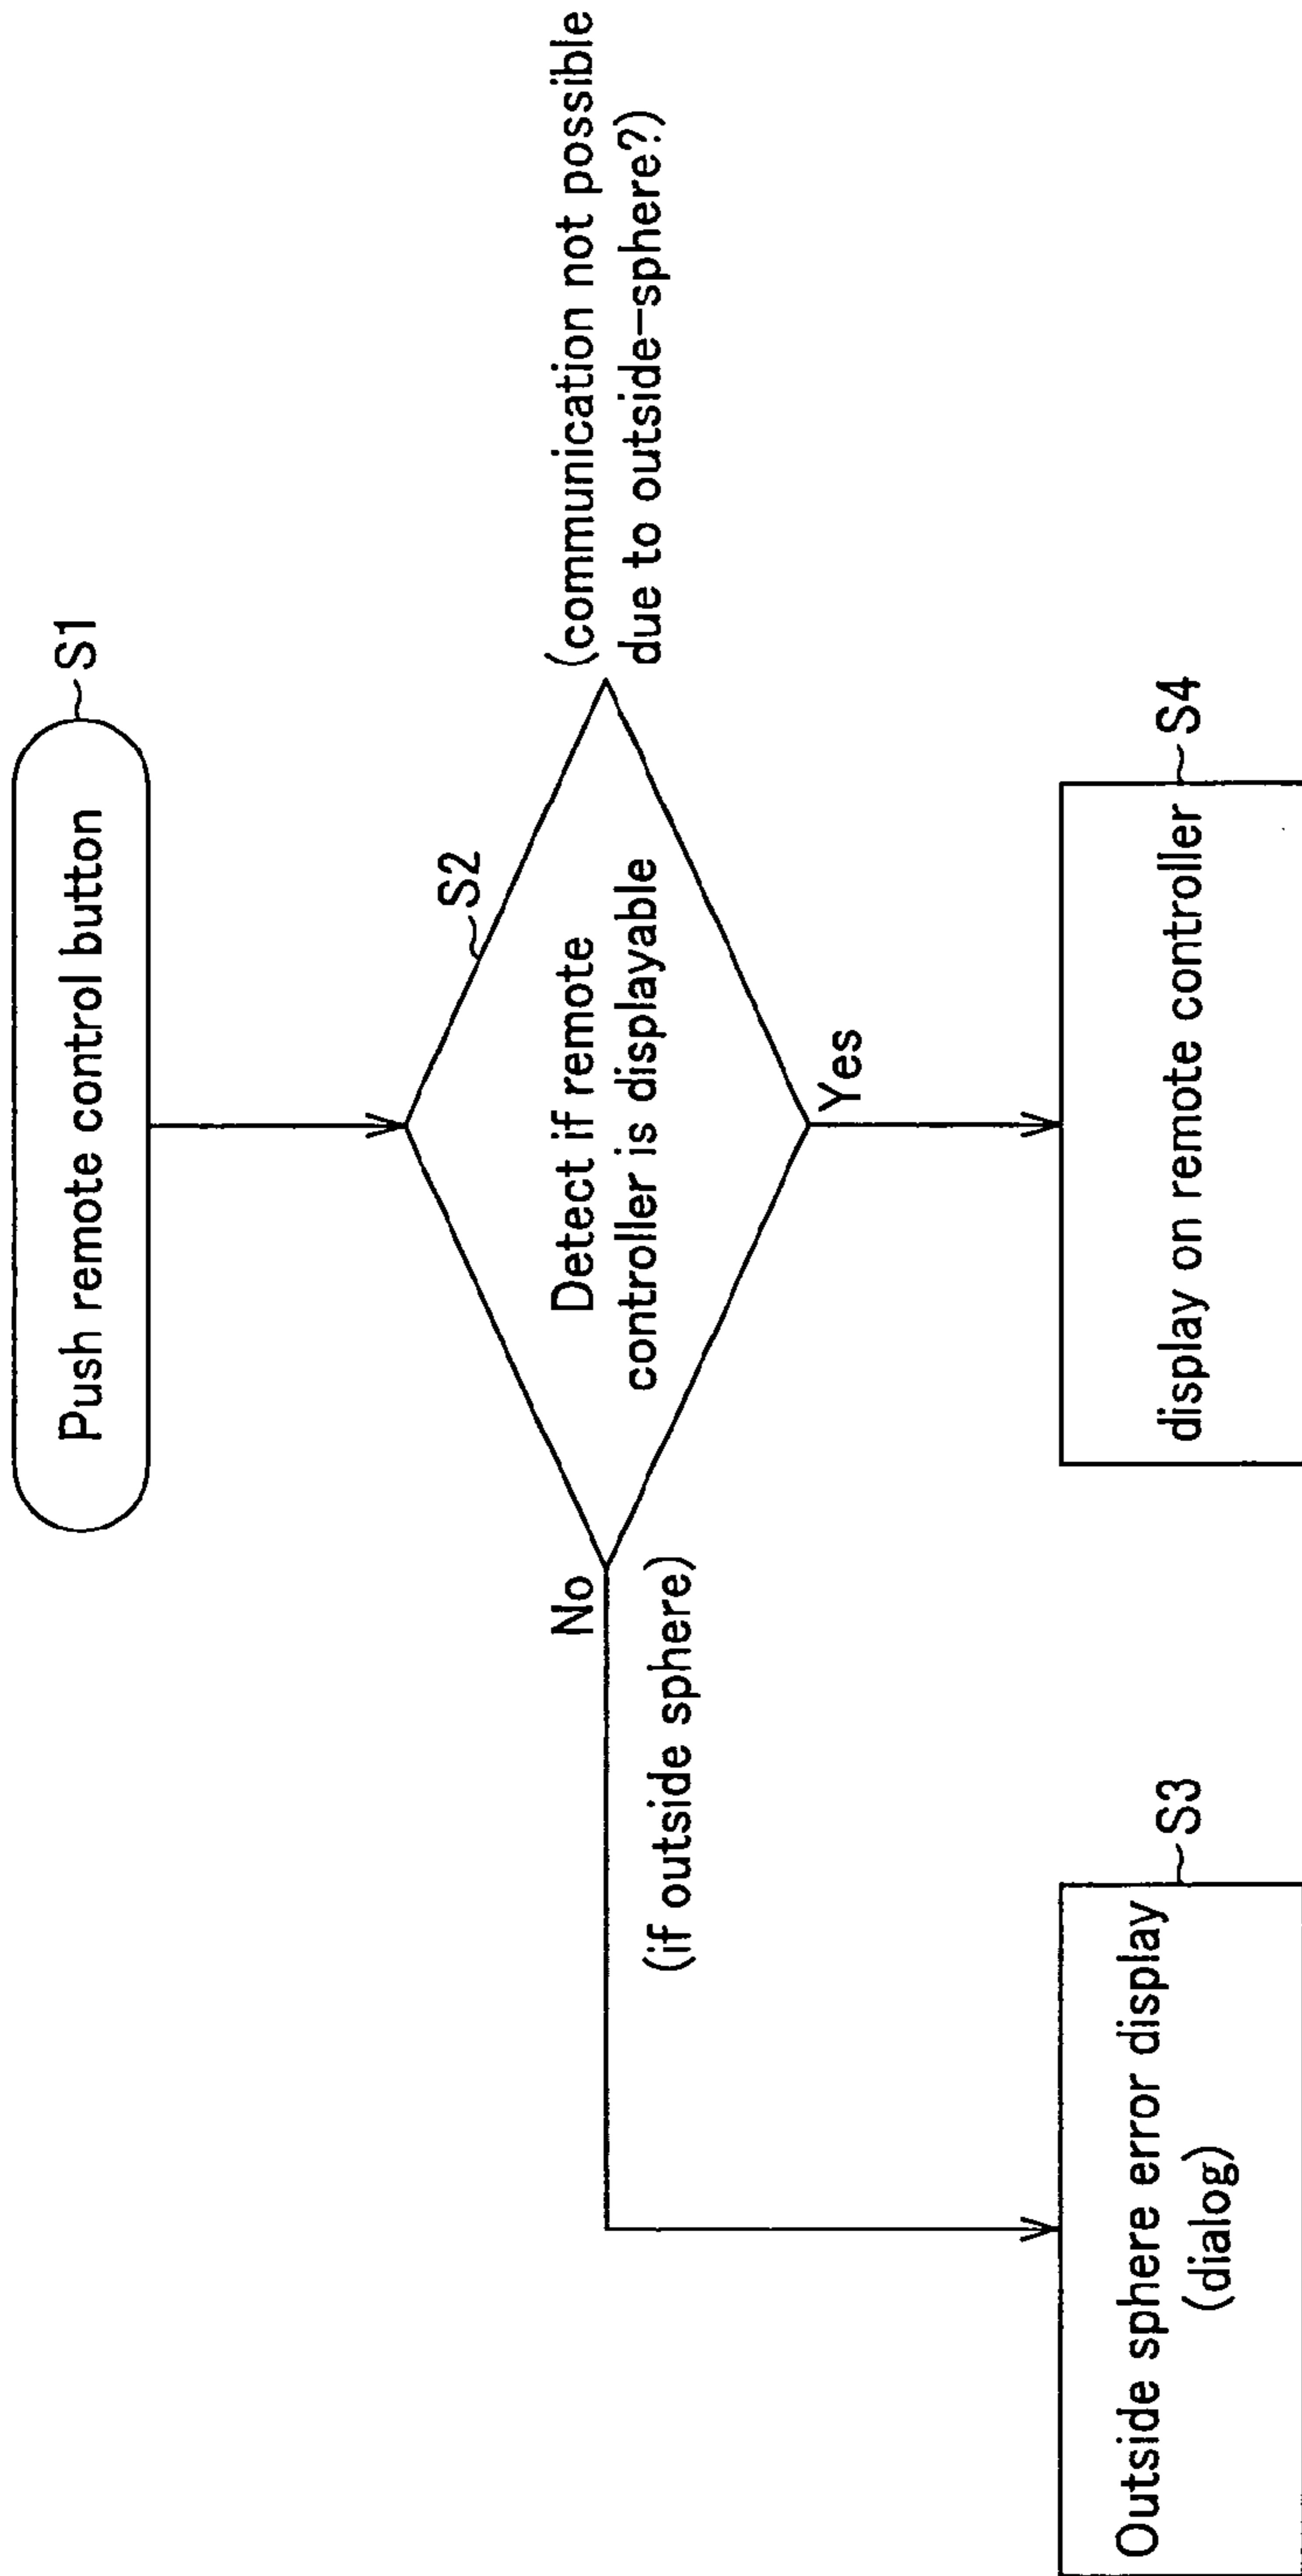 Push remote control button
S1
S2
Detect if remote
controller is displayable
(communication not possible
due to outside-sphere?)
No
(if outside sphere)
Yes
Outside sphere error display
(dialog)
S3
display on remote controller
S4